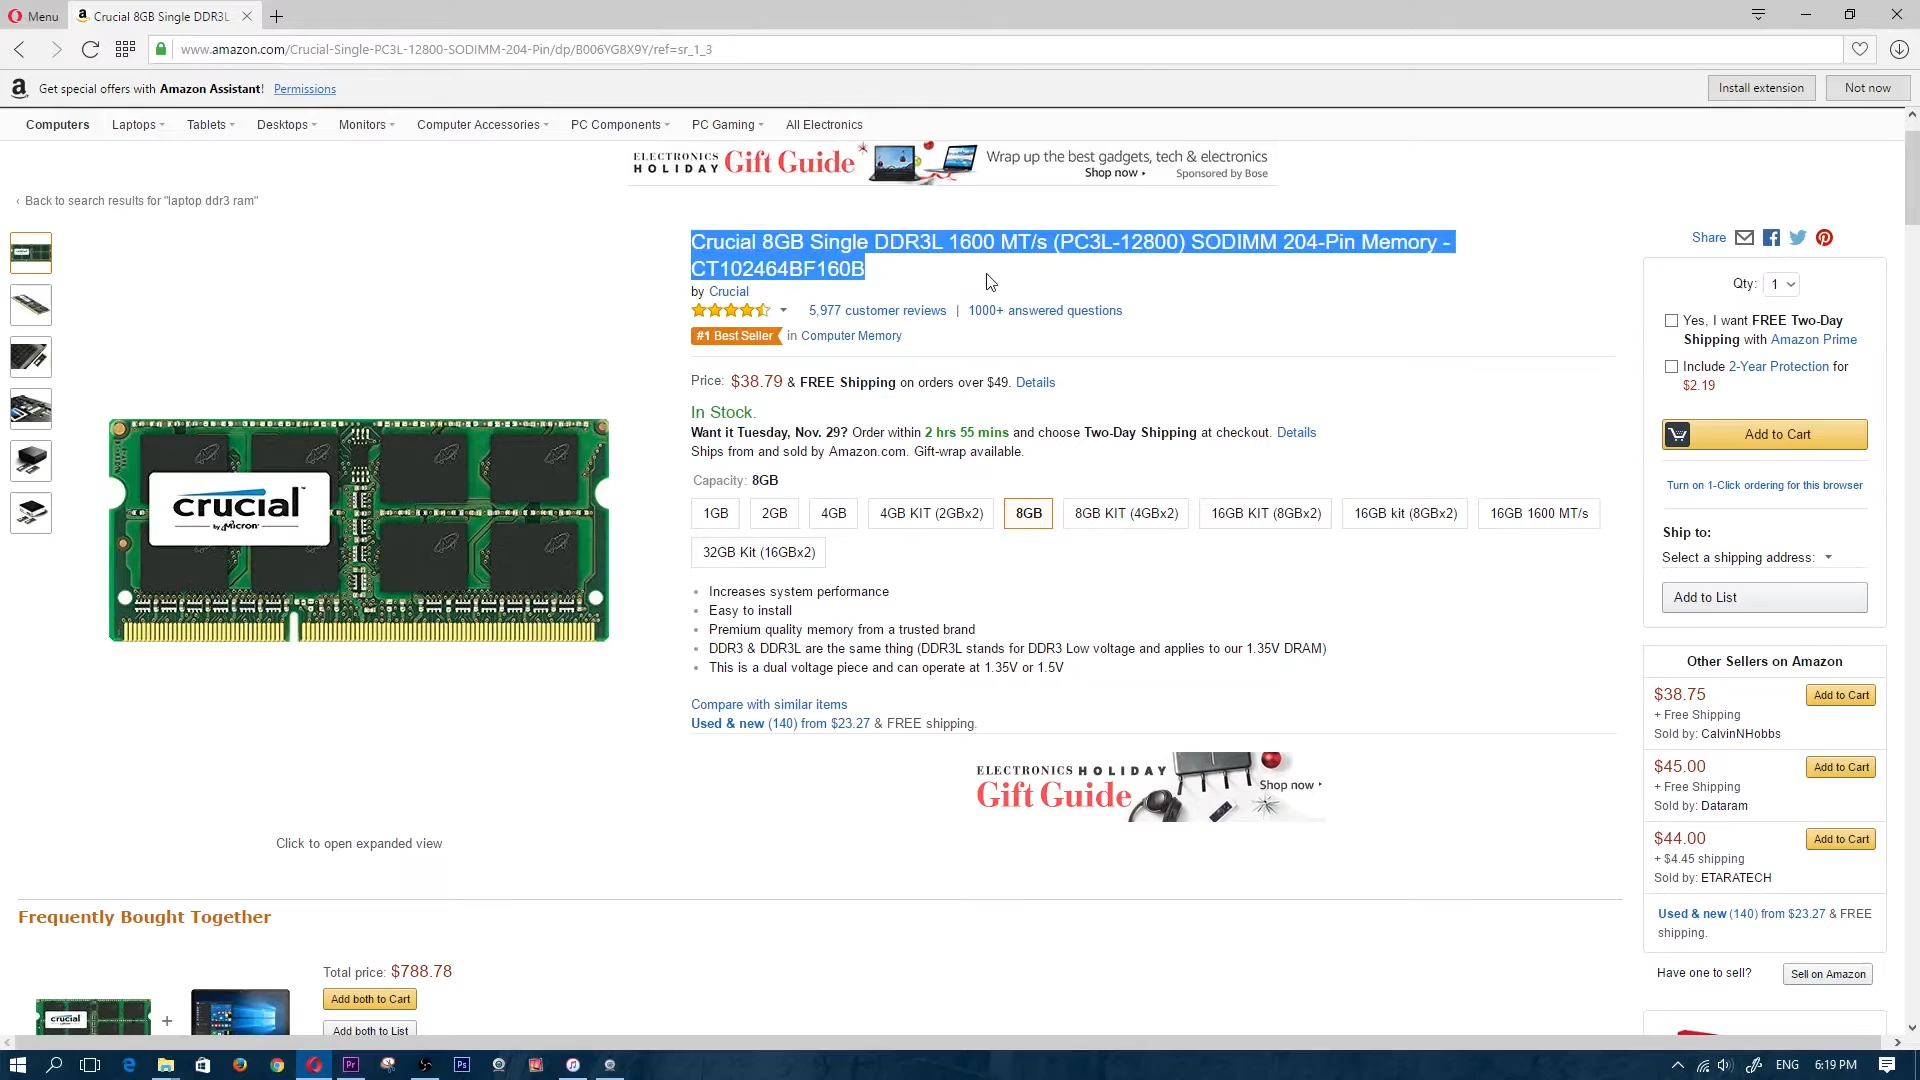 Menu
Crucial 8GB Single DDR3L
www.amazon.com/Crucial-Single-PC3L-12800-SODIMM-204-Pin/dp/B006YG8X9Y/ref=sr_1_3
Get special offers with Amazon Assistant! Permissions
Install extension
Not now
Computers
Laptops
Tablets
Desktops
Monitors
Computer Accessories
PC Components
PC Gaming
All Electronics
ELECTRONICS
HOLIDAY
Gift Guide
Wrap up the best gadgets, tech & electronics
Shop now
Sponsored by Bose
‹ Back to search results for "laptop ddr3 ram"
crucial
by Micron
Click to open expanded view
Crucial 8GB Single DDR3L 1600 MT/s (PC3L-12800) SODIMM 204-Pin Memory -
CT102464BF160B
by Crucial
5,977 customer reviews | 1000+ answered questions
#1 Best Seller in Computer Memory
Price: $38.79 & FREE Shipping on orders over $49. Details
In Stock.
Want it Tuesday, Nov. 29? Order within 2 hrs 55 mins and choose Two-Day Shipping at checkout. Details
Ships from and sold by Amazon.com. Gift-wrap available.
Capacity: 8GB
1GB
2GB
4GB
4GB KIT (2GBx2)
8GB
8GB KIT (4GBx2)
16GB KIT (8GBx2)
16GB kit (8GBx2)
16GB 1600 MT/s
32GB Kit (16GBx2)
Increases system performance
Easy to install
Premium quality memory from a trusted brand
DDR3 & DDR3L are the same thing (DDR3L stands for DDR3 Low voltage and applies to our 1.35V DRAM)
This is a dual voltage piece and can operate at 1.35V or 1.5V
Compare with similar items
Used & new (140) from $23.27 & FREE shipping.
ELECTRONICS HOLIDAY
Gift Guide
Shop now
Share
Qty: 1
Yes, I want FREE Two-Day
Shipping with Amazon Prime
Include 2-Year Protection for
$2.19
Add to Cart
Turn on 1-Click ordering for this browser
Ship to:
Select a shipping address:
Add to List
Other Sellers on Amazon
$38.75
Add to Cart
+ Free Shipping
Sold by: CalvinNHobbs
$45.00
Add to Cart
+ Free Shipping
Sold by: Dataram
$44.00
Add to Cart
+ $4.45 shipping
Sold by: ETARATECH
Used & new (140) from $23.27 & FREE
shipping.
Have one to sell?
Sell on Amazon
Frequently Bought Together
crucial
+
Total price: $788.78
Add both to Cart
Add both to List
Pr
Ps
ENG
6:19 PM